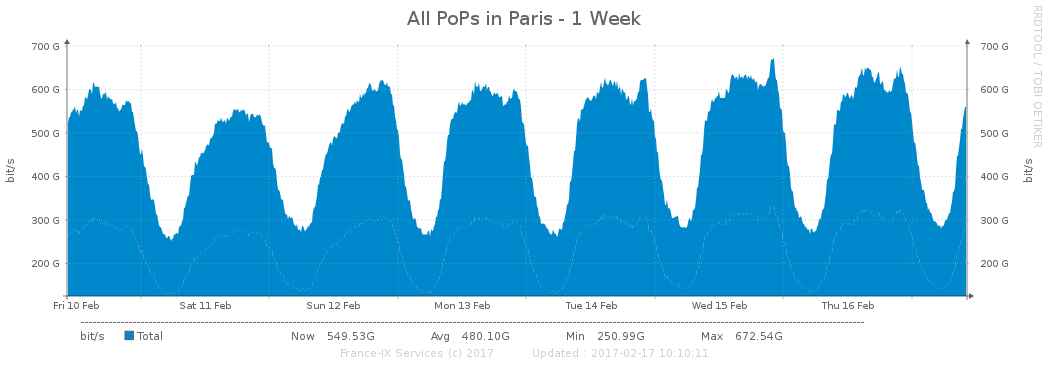 All PoPs in Paris - 1 Week
RRDTOOL / TOBI OETIKER
bit/s
700 G 700 G
600 G 600 G
500 G 500 G
400 G 400 G
300 G 300 G
200 G 200 G
bit/s
Fri 10 Feb Sat 11 Feb Sun 12 Feb Mon 13 Feb Tue 14 Feb Wed 15 Feb Thu 16 Feb
bit/s Total Now 549.53G Avg 480.10G Min 250.99G Max 672.54G
France-IX Services (c) 2017 Updated : 2017-02-17 10:10:11